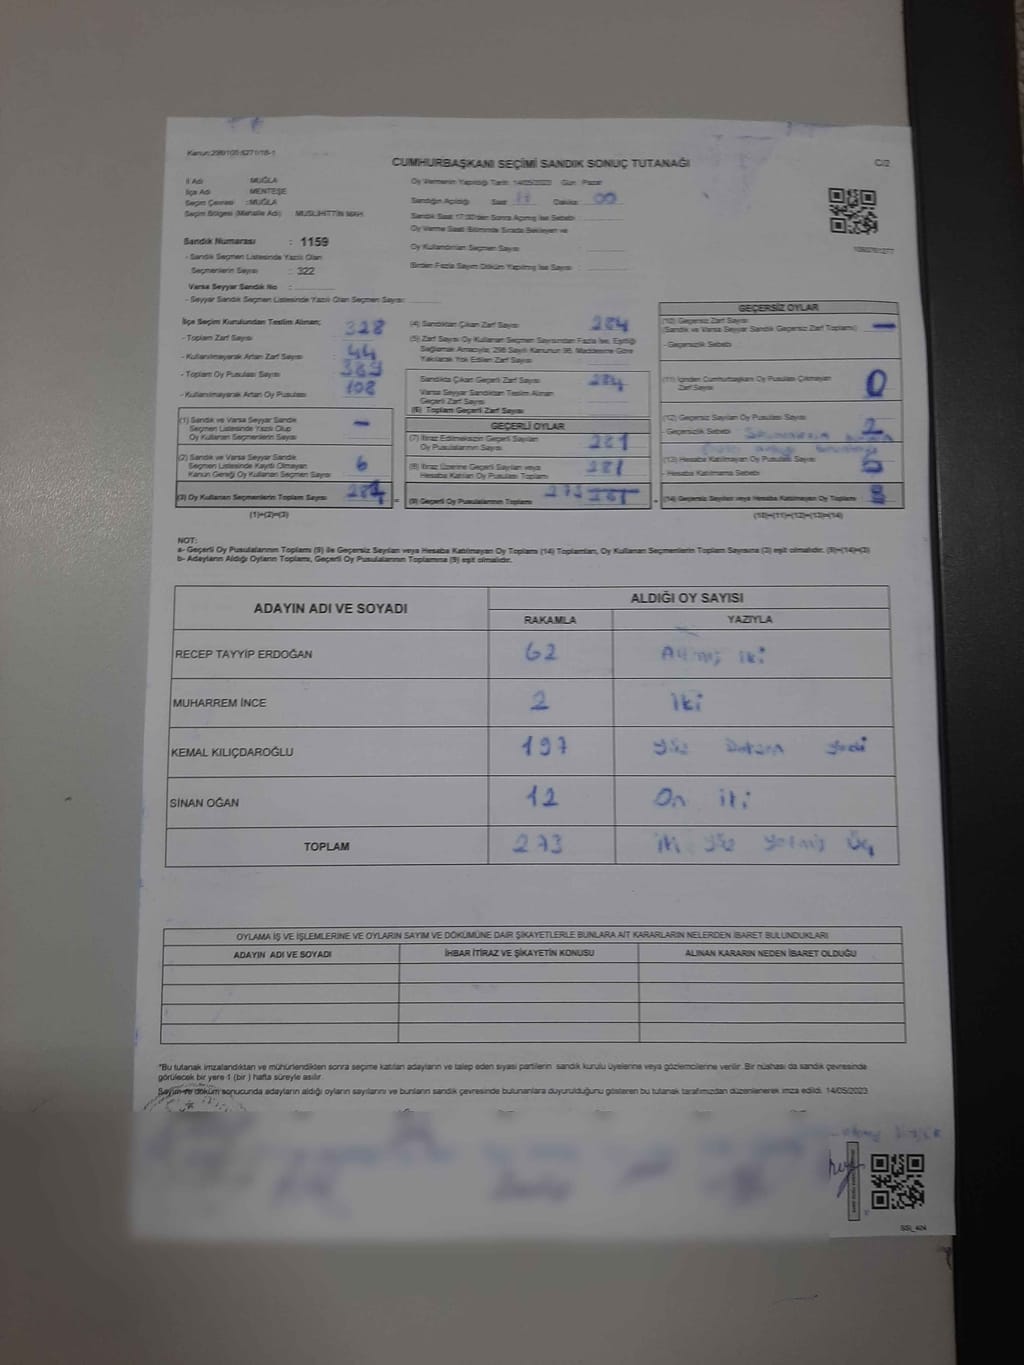 CUMHURBAŞKANI SEÇİMİ SANDIK SONUÇ TUTANAĞI
C/2
İl Adı : MUĞLA
İlçe Adı : MENTEŞE
Seçim Çevresi : MUĞLA
Seçim Bölgesi (Mahalle Adı) MUSLİHİTTİN MAH.
Sandık Numarası : 1159
- Sandık Seçmen Listesinde Yazılı Olan
Seçmenlerin Sayısı : 322
Varsa Seyyar Sandık No :
- Seyyar Sandık Seçmen Listesinde Yazılı Olan Seçmen Sayısı:
Oy Vermenin Yapıldığı Tarih: 14/05/2023 Gün: Pazar
Sandığın Açıldığı Saat Dakika 00
Sandık Saat 17:00'den Sonra Açılmış İse Sebebi
Oy Verme Saati Bitiminde Sırada Bekleyen ve
Oy Kullandırılan Seçmen Sayısı
Birden Fazla Sayım Döküm Yapılmış İse Sayısı :
İlçe Seçim Kurulundan Teslim Alınan;
- Toplam Zarf Sayısı 328
- Kullanılmayarak Artan Zarf Sayısı : 44
- Toplam Oy Pusulası Sayısı 389
- Kullanılmayarak Artan Oy Pusulası 108
(1) Sandık ve Varsa Seyyar Sandık
Seçmen Listesinde Yazılı Olup
Oy Kullanan Seçmenlerin Sayısı -
(2) Sandık ve Varsa Seyyar Sandık
Seçmen Listesinde Kayıtlı Olmayan
Kanun Gereği Oy Kullanan Seçmen Sayısı 6
(3) Oy Kullanan Seçmenlerin Toplam Sayısı
(1)+(2)=(3)
(4) Sandıktan Çıkan Zarf Sayısı 284
(5) Zarf Sayısı Oy Kullanan Seçmen Sayısından Fazla İse, Eşitliği
Sağlamak Amacıyla; 298 Sayılı Kanunun 98. Maddesine Göre
Yakılarak Yok Edilen Zarf Sayısı
Sandıkta Çıkan Geçerli Zarf Sayısı 284
Varsa Seyyar Sandıktan Teslim Alınan
Geçerli Zarf Sayısı
(6) Toplam Geçerli Zarf Sayısı
GEÇERLİ OYLAR
(7) İtiraz Edilmeksizin Geçerli Sayılan
Oy Pusulalarının Sayısı 281
(8) İtiraz Üzerine Geçerli Sayılan veya
Hesaba Katılan Oy Pusulası Toplamı 281
(9) Geçerli Oy Pusulalarının Toplamı 273
GEÇERSİZ OYLAR
(10) Geçersiz Zarf Sayısı
(Sandık ve Varsa Seyyar Sandık Geçersiz Zarf Toplamı) -
- Geçersizlik Sebebi
(11) İçinden Cumhurbaşkanı Oy Pusulası Çıkmayan
Zarf Sayısı 0
(12) Geçersiz Sayılan Oy Pusulası Sayısı 2
- Geçersizlik Sebebi
(13) Hesaba Katılmayan Oy Pusulası Sayısı
- Hesaba Katılmama Sebebi
(14) Geçersiz Sayılan veya Hesaba Katılmayan Oy Toplamı 8
(10)+(11)+(12)+(13)=(14)
NOT:
a- Geçerli Oy Pusulalarının Toplamı (9) ile Geçersiz Sayılan veya Hesaba Katılmayan Oy Toplamı (14) Toplamları, Oy Kullanan Seçmenlerin Toplam Sayısına (3) eşit olmalıdır. (9)+(14)=(3)
b- Adayların Aldığı Oyların Toplamı, Geçerli Oy Pusulalarının Toplamına (9) eşit olmalıdır.
ADAYIN ADI VE SOYADI ALDIĞI OY SAYISI
RAKAMLA YAZIYLA
RECEP TAYYİP ERDOĞAN 62 Altmış iki
MUHARREM İNCE 2 İki
KEMAL KILIÇDAROĞLU 197 yüz Doksan yedi
SİNAN OĞAN 12 On iki
TOPLAM 273 iki yüz yetmiş üç
OYLAMA İŞ VE İŞLEMLERİNE VE OYLARIN SAYIM VE DÖKÜMÜNE DAİR ŞİKAYETLERLE BUNLARA AİT KARARLARIN NELERDEN İBARET BULUNDUKLARI
ADAYIN ADI VE SOYADI İHBAR İTİRAZ VE ŞİKAYETİN KONUSU ALINAN KARARIN NEDEN İBARET OLDUĞU
*Bu tutanak imzalandıktan ve mühürlendikten sonra seçime katılan adayların ve talep eden siyasi partilerin sandık kurulu üyelerine veya gözlemcilerine verilir. Bir nüshası da sandık çevresinde
görülecek bir yere 1 (bir) hafta süreyle asılır.
Sayım ve döküm sonucunda adayların aldığı oyların sayılarını ve bunların sandık çevresinde bulunanlara duyurulduğunu gösteren bu tutanak tarafımızdan düzenlenerek imza edildi. 14/05/2023